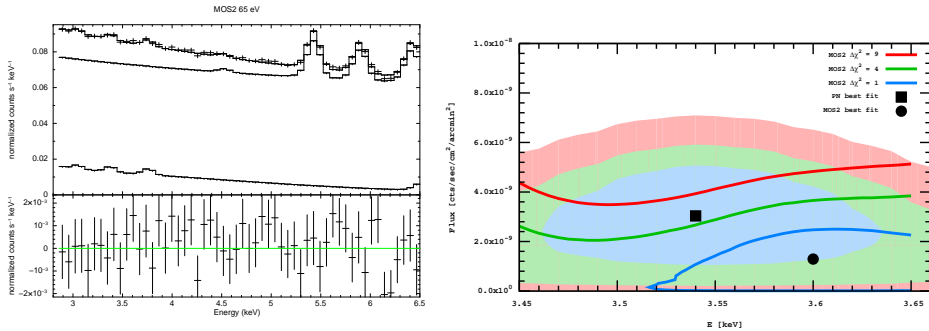 MOS2 65 eV
normalized counts s⁻¹ keV⁻¹
0.08
0.06
0.04
0.02
0
normalized counts s⁻¹ keV⁻¹
2×10⁻³
10⁻³
0
−10⁻³
−2×10⁻³
3
3.5
4
4.5
5
5.5
6
6.5
Energy (keV)
Flux [cts/sec/cm²/arcmin²]
1.0x10⁻⁸
8.0x10⁻⁹
6.0x10⁻⁹
4.0x10⁻⁹
2.0x10⁻⁹
0.0x10⁰
MOS2 Δχ² = 9
MOS2 Δχ² = 4
MOS2 Δχ² = 1
PN best fit
MOS2 best fit
3.45
3.5
3.55
3.6
3.65
E [keV]